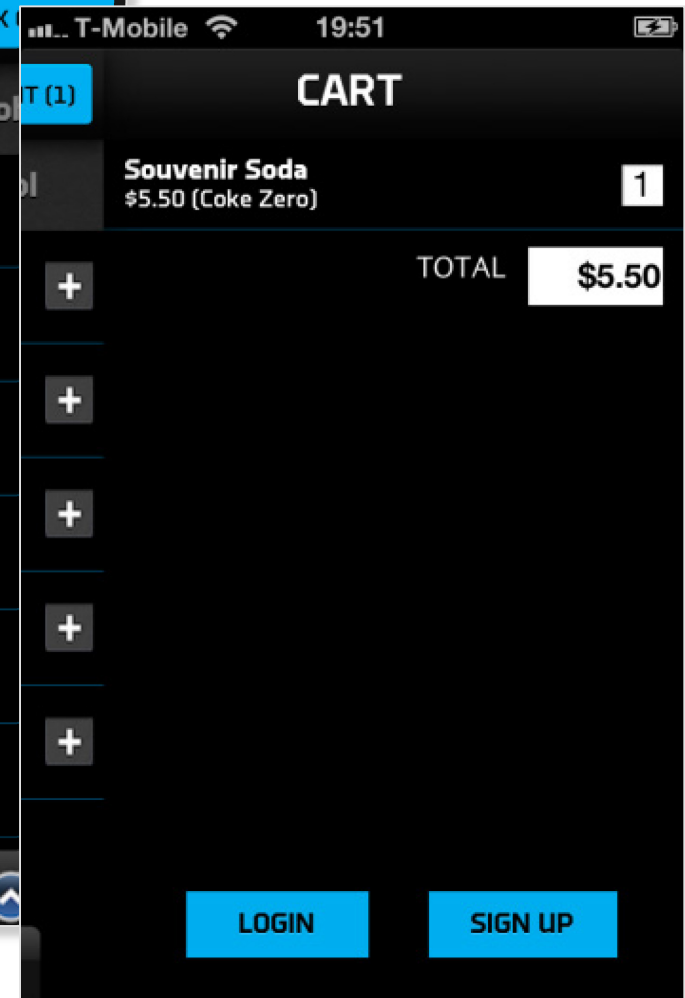 T-Mobile 19:51
T (1)
CART
Souvenir Soda
$5.50 (Coke Zero)
1
TOTAL
$5.50
LOGIN
SIGN UP